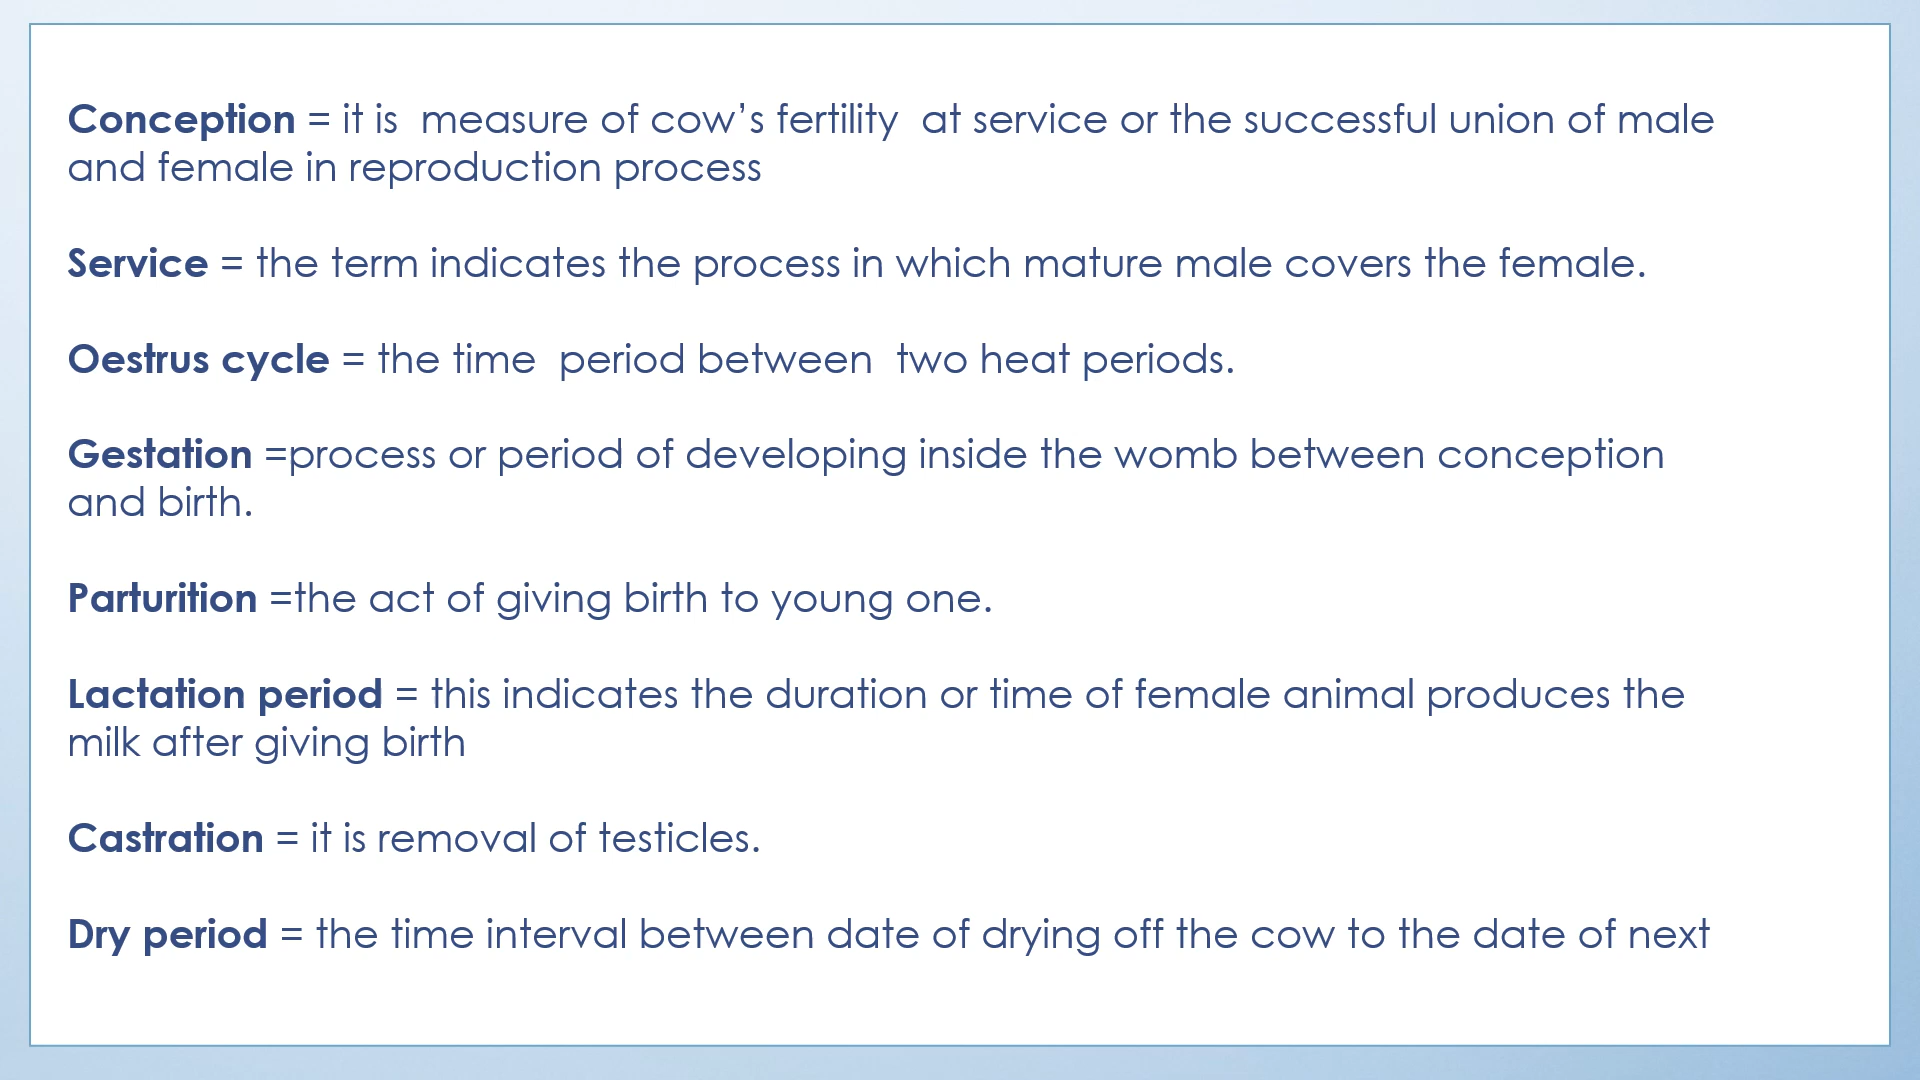 Conception = it is  measure of cow’s fertility  at service or the successful union of male
and female in reproduction process
Service = the term indicates the process in which mature male covers the female.
Oestrus cycle = the time  period between  two heat periods.
Gestation =process or period of developing inside the womb between conception
and birth.
Parturition =the act of giving birth to young one.
Lactation period = this indicates the duration or time of female animal produces the
milk after giving birth
Castration = it is removal of testicles.
Dry period = the time interval between date of drying off the cow to the date of next